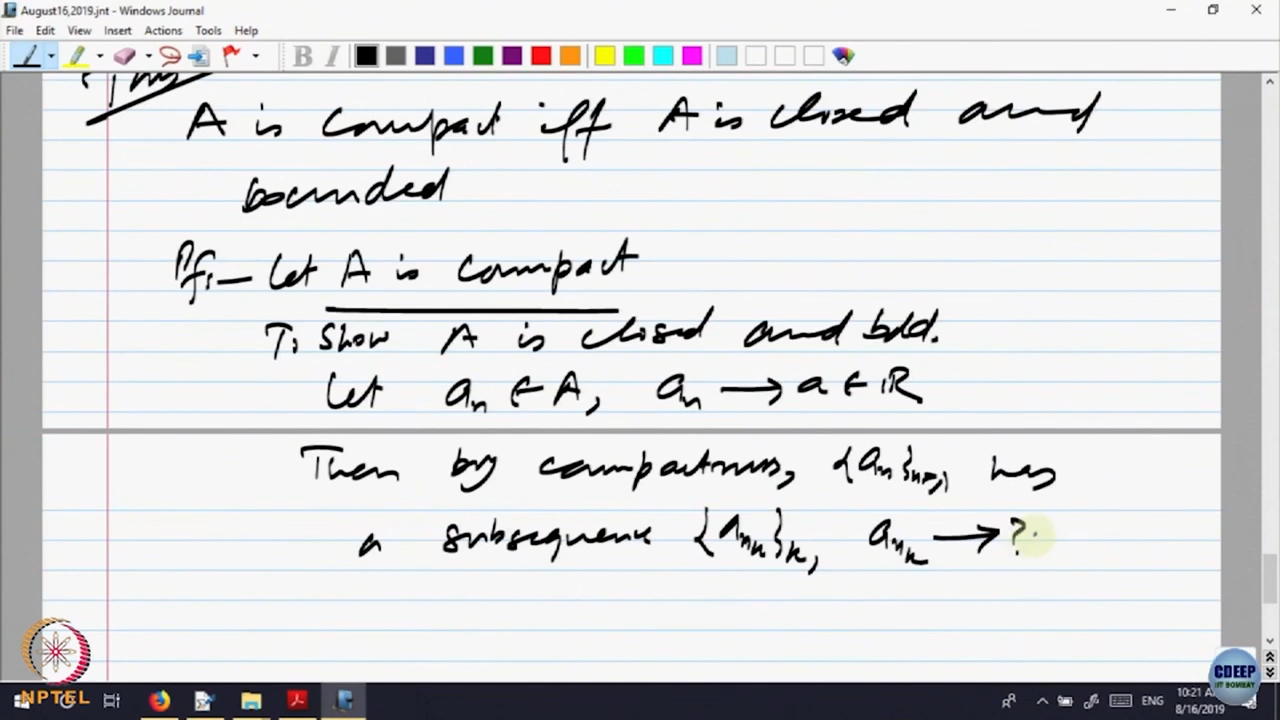 August16,2019.jnt - Windows Journal
File Edit View Insert Actions Tools Help
B I
A is compact iff A is closed and
bounded
Pf:- Let A is compact
T. Show A is closed and bdd.
Let aₙ ∈ A, aₙ ⟶ a ∈ ℝ
Then by compactness, {aₙ}ₙ≥₁ has
a subsequence {aₙₖ}ₖ, aₙₖ ⟶ ?
NPTEL
CDEEP
IIT BOMBAY
ENG
10:21
8/16/2019